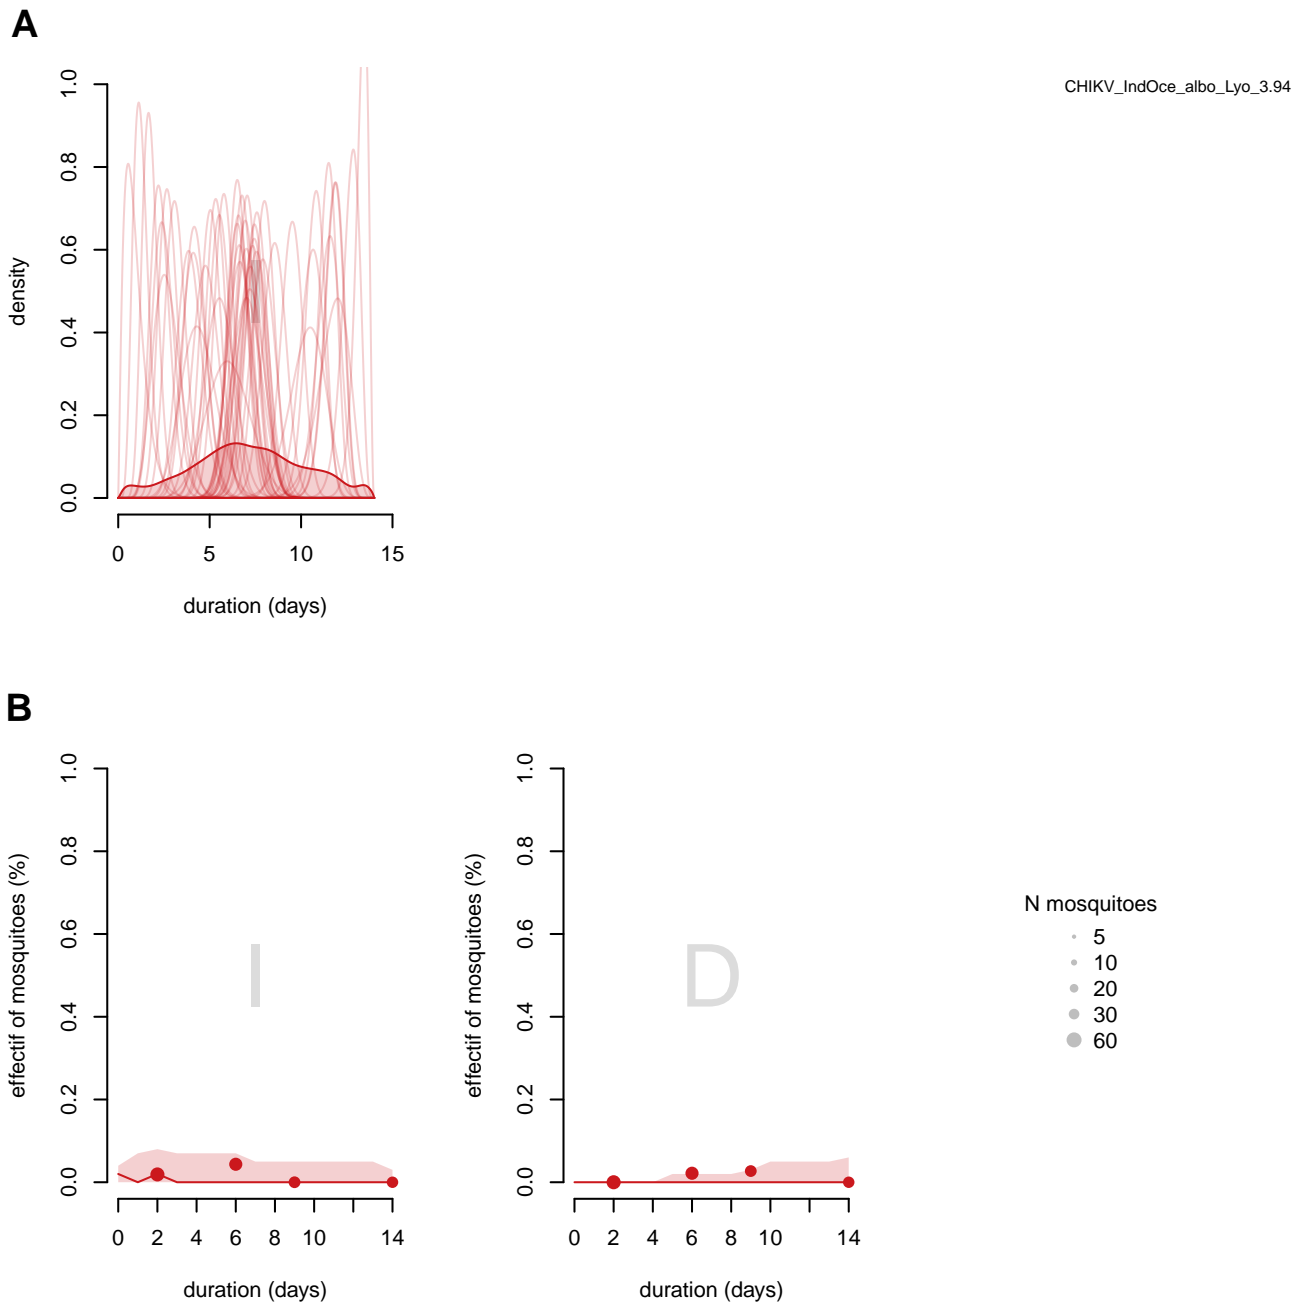 A
CHIKV_IndOce_albo_Lyo_3.94
density
0.0 0.2 0.4 0.6 0.8 1.0
I
0 5 10 15
duration (days)
B
effectif of mosquitoes (%)
0.0 0.2 0.4 0.6 0.8 1.0
I
0 2 4 6 8 10 14
duration (days)
effectif of mosquitoes (%)
0.0 0.2 0.4 0.6 0.8 1.0
D
0 2 4 6 8 10 14
duration (days)
N mosquitoes
5
10
20
30
60